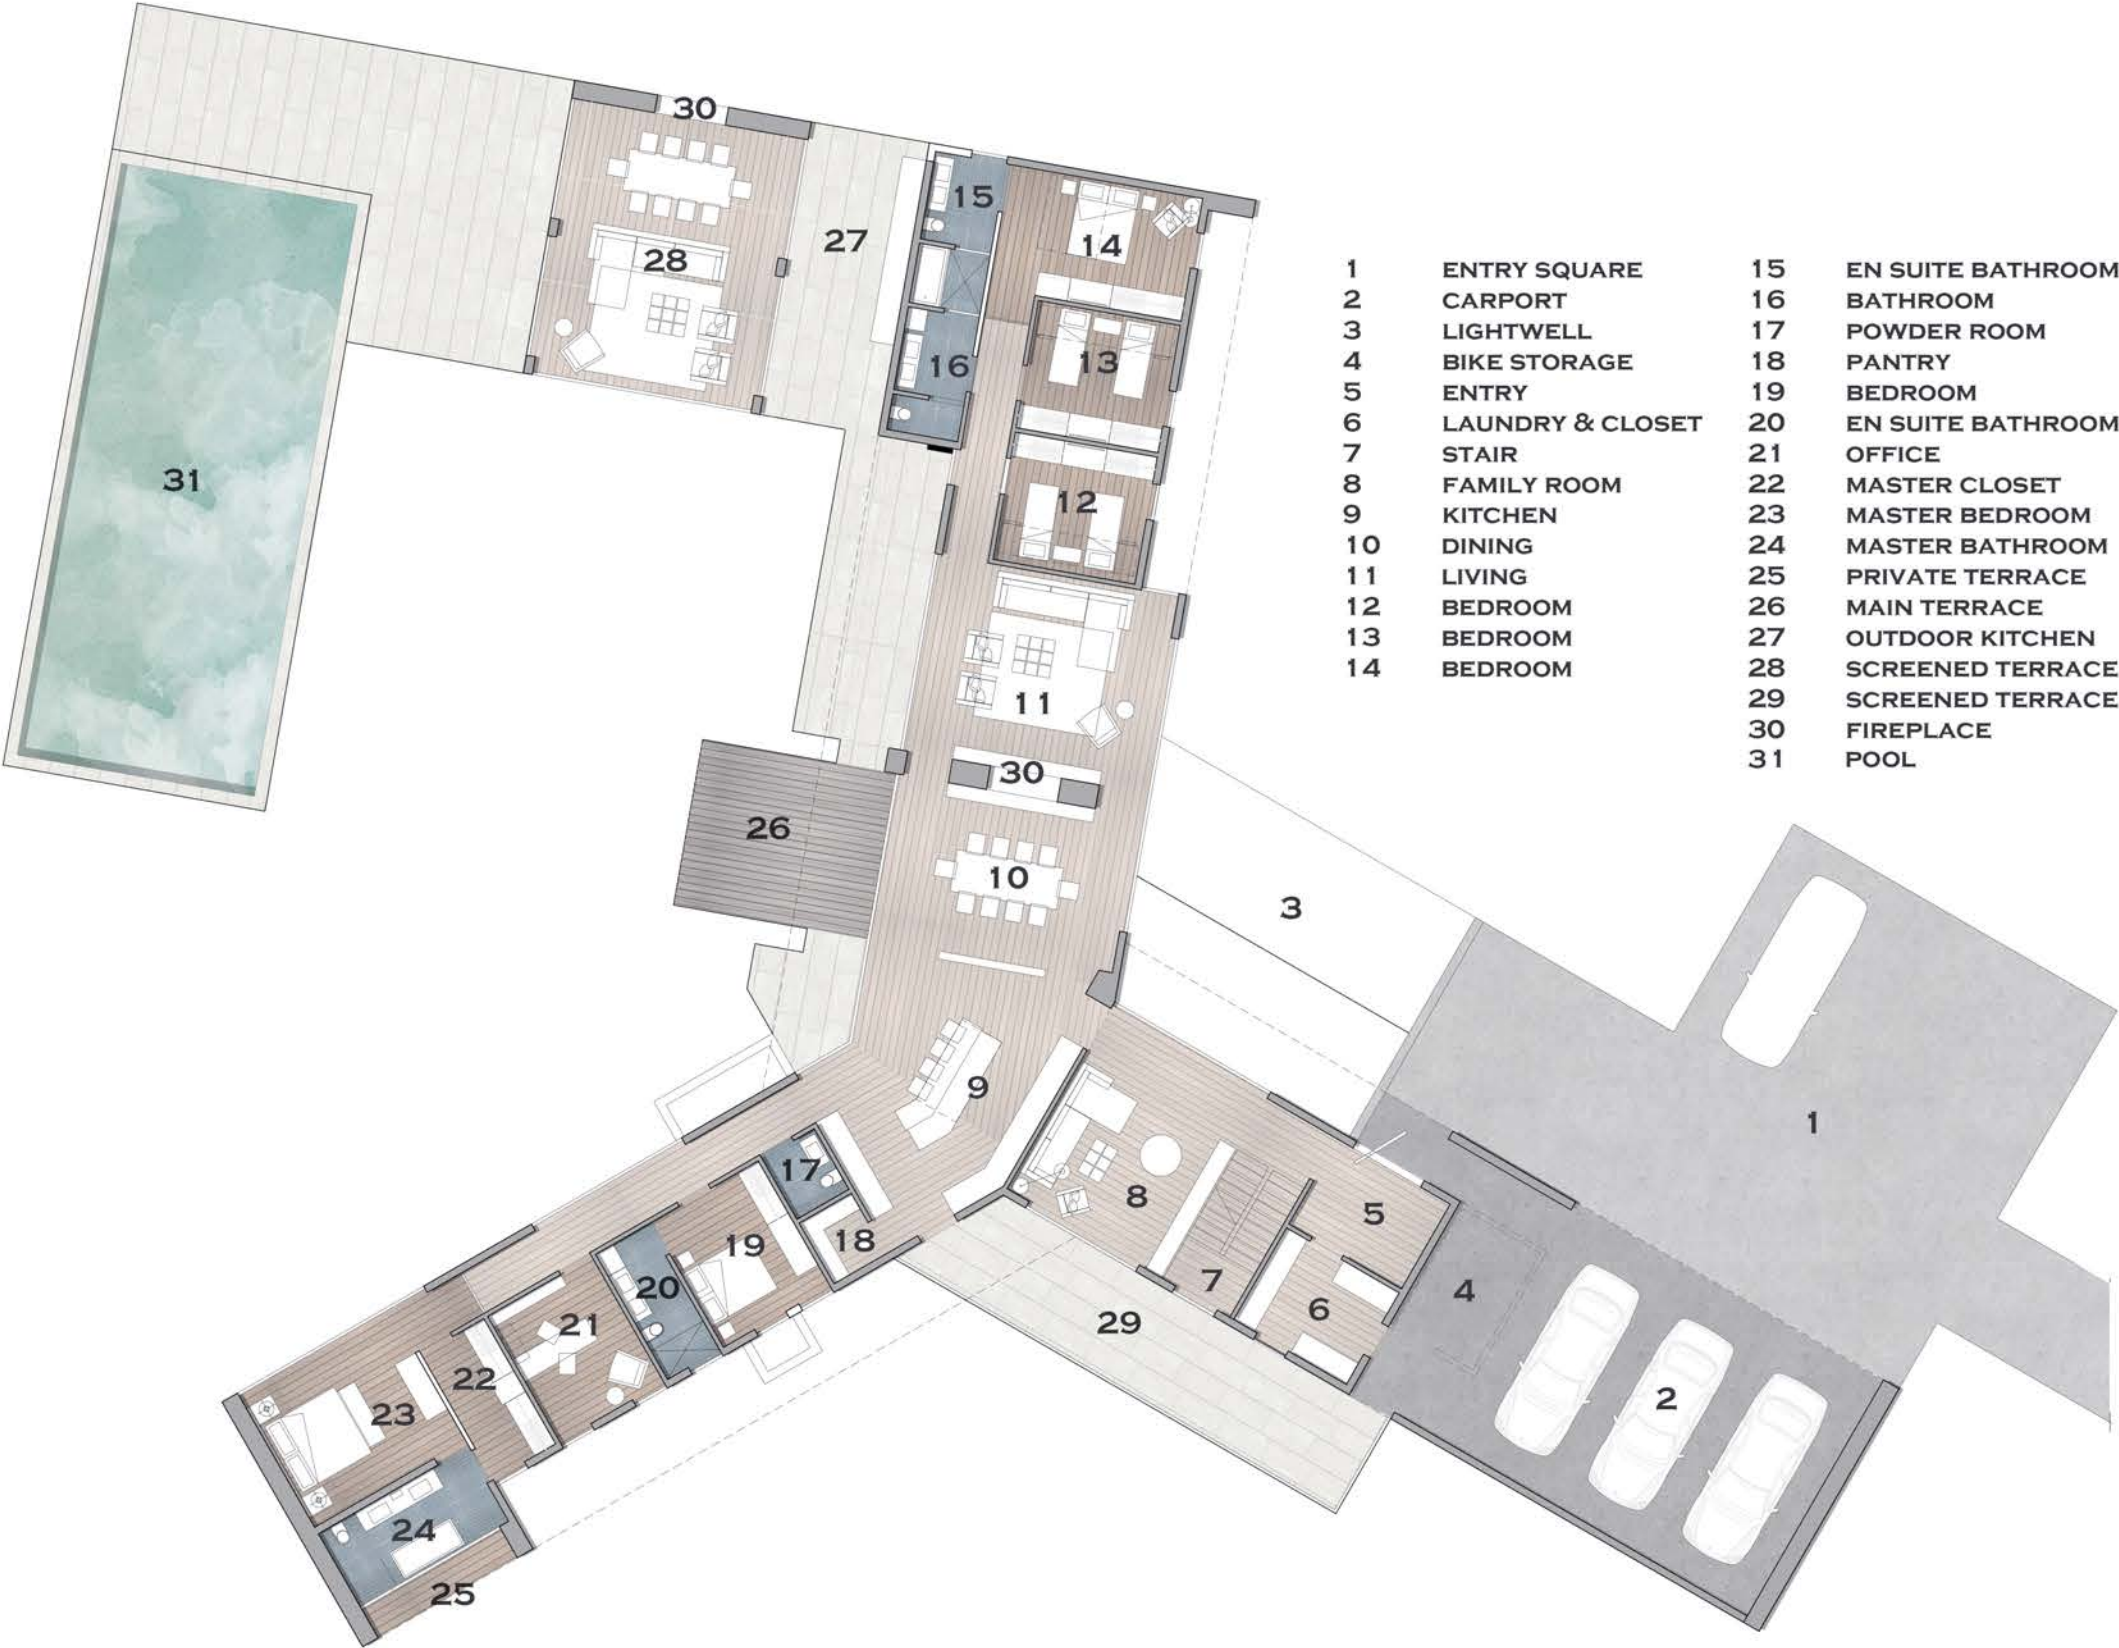 30
15
14
27
28
13
16
31
12
11
30
26
10
3
9
1
17
8
5
18
19
20
7
4
6
29
21
22
2
23
24
25
1 ENTRY SQUARE
2 CARPORT
3 LIGHTWELL
4 BIKE STORAGE
5 ENTRY
6 LAUNDRY & CLOSET
7 STAIR
8 FAMILY ROOM
9 KITCHEN
10 DINING
11 LIVING
12 BEDROOM
13 BEDROOM
14 BEDROOM
15 EN SUITE BATHROOM
16 BATHROOM
17 POWDER ROOM
18 PANTRY
19 BEDROOM
20 EN SUITE BATHROOM
21 OFFICE
22 MASTER CLOSET
23 MASTER BEDROOM
24 MASTER BATHROOM
25 PRIVATE TERRACE
26 MAIN TERRACE
27 OUTDOOR KITCHEN
28 SCREENED TERRACE
29 SCREENED TERRACE
30 FIREPLACE
31 POOL